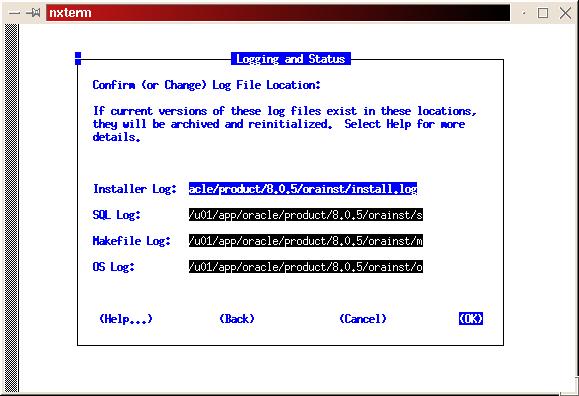 nxterm
Logging and Status
Confirm (or Change) Log File Location:
If current versions of these log files exist in these locations,
they will be archived and reinitialized.  Select Help for more
details.
Installer Log: acle/product/8.0.5/orainst/install.log
SQL Log: /u01/app/oracle/product/8.0.5/orainst/s
Makefile Log: /u01/app/oracle/product/8.0.5/orainst/m
OS Log: /u01/app/oracle/product/8.0.5/orainst/o
(Help...) (Back) (Cancel) (OK)